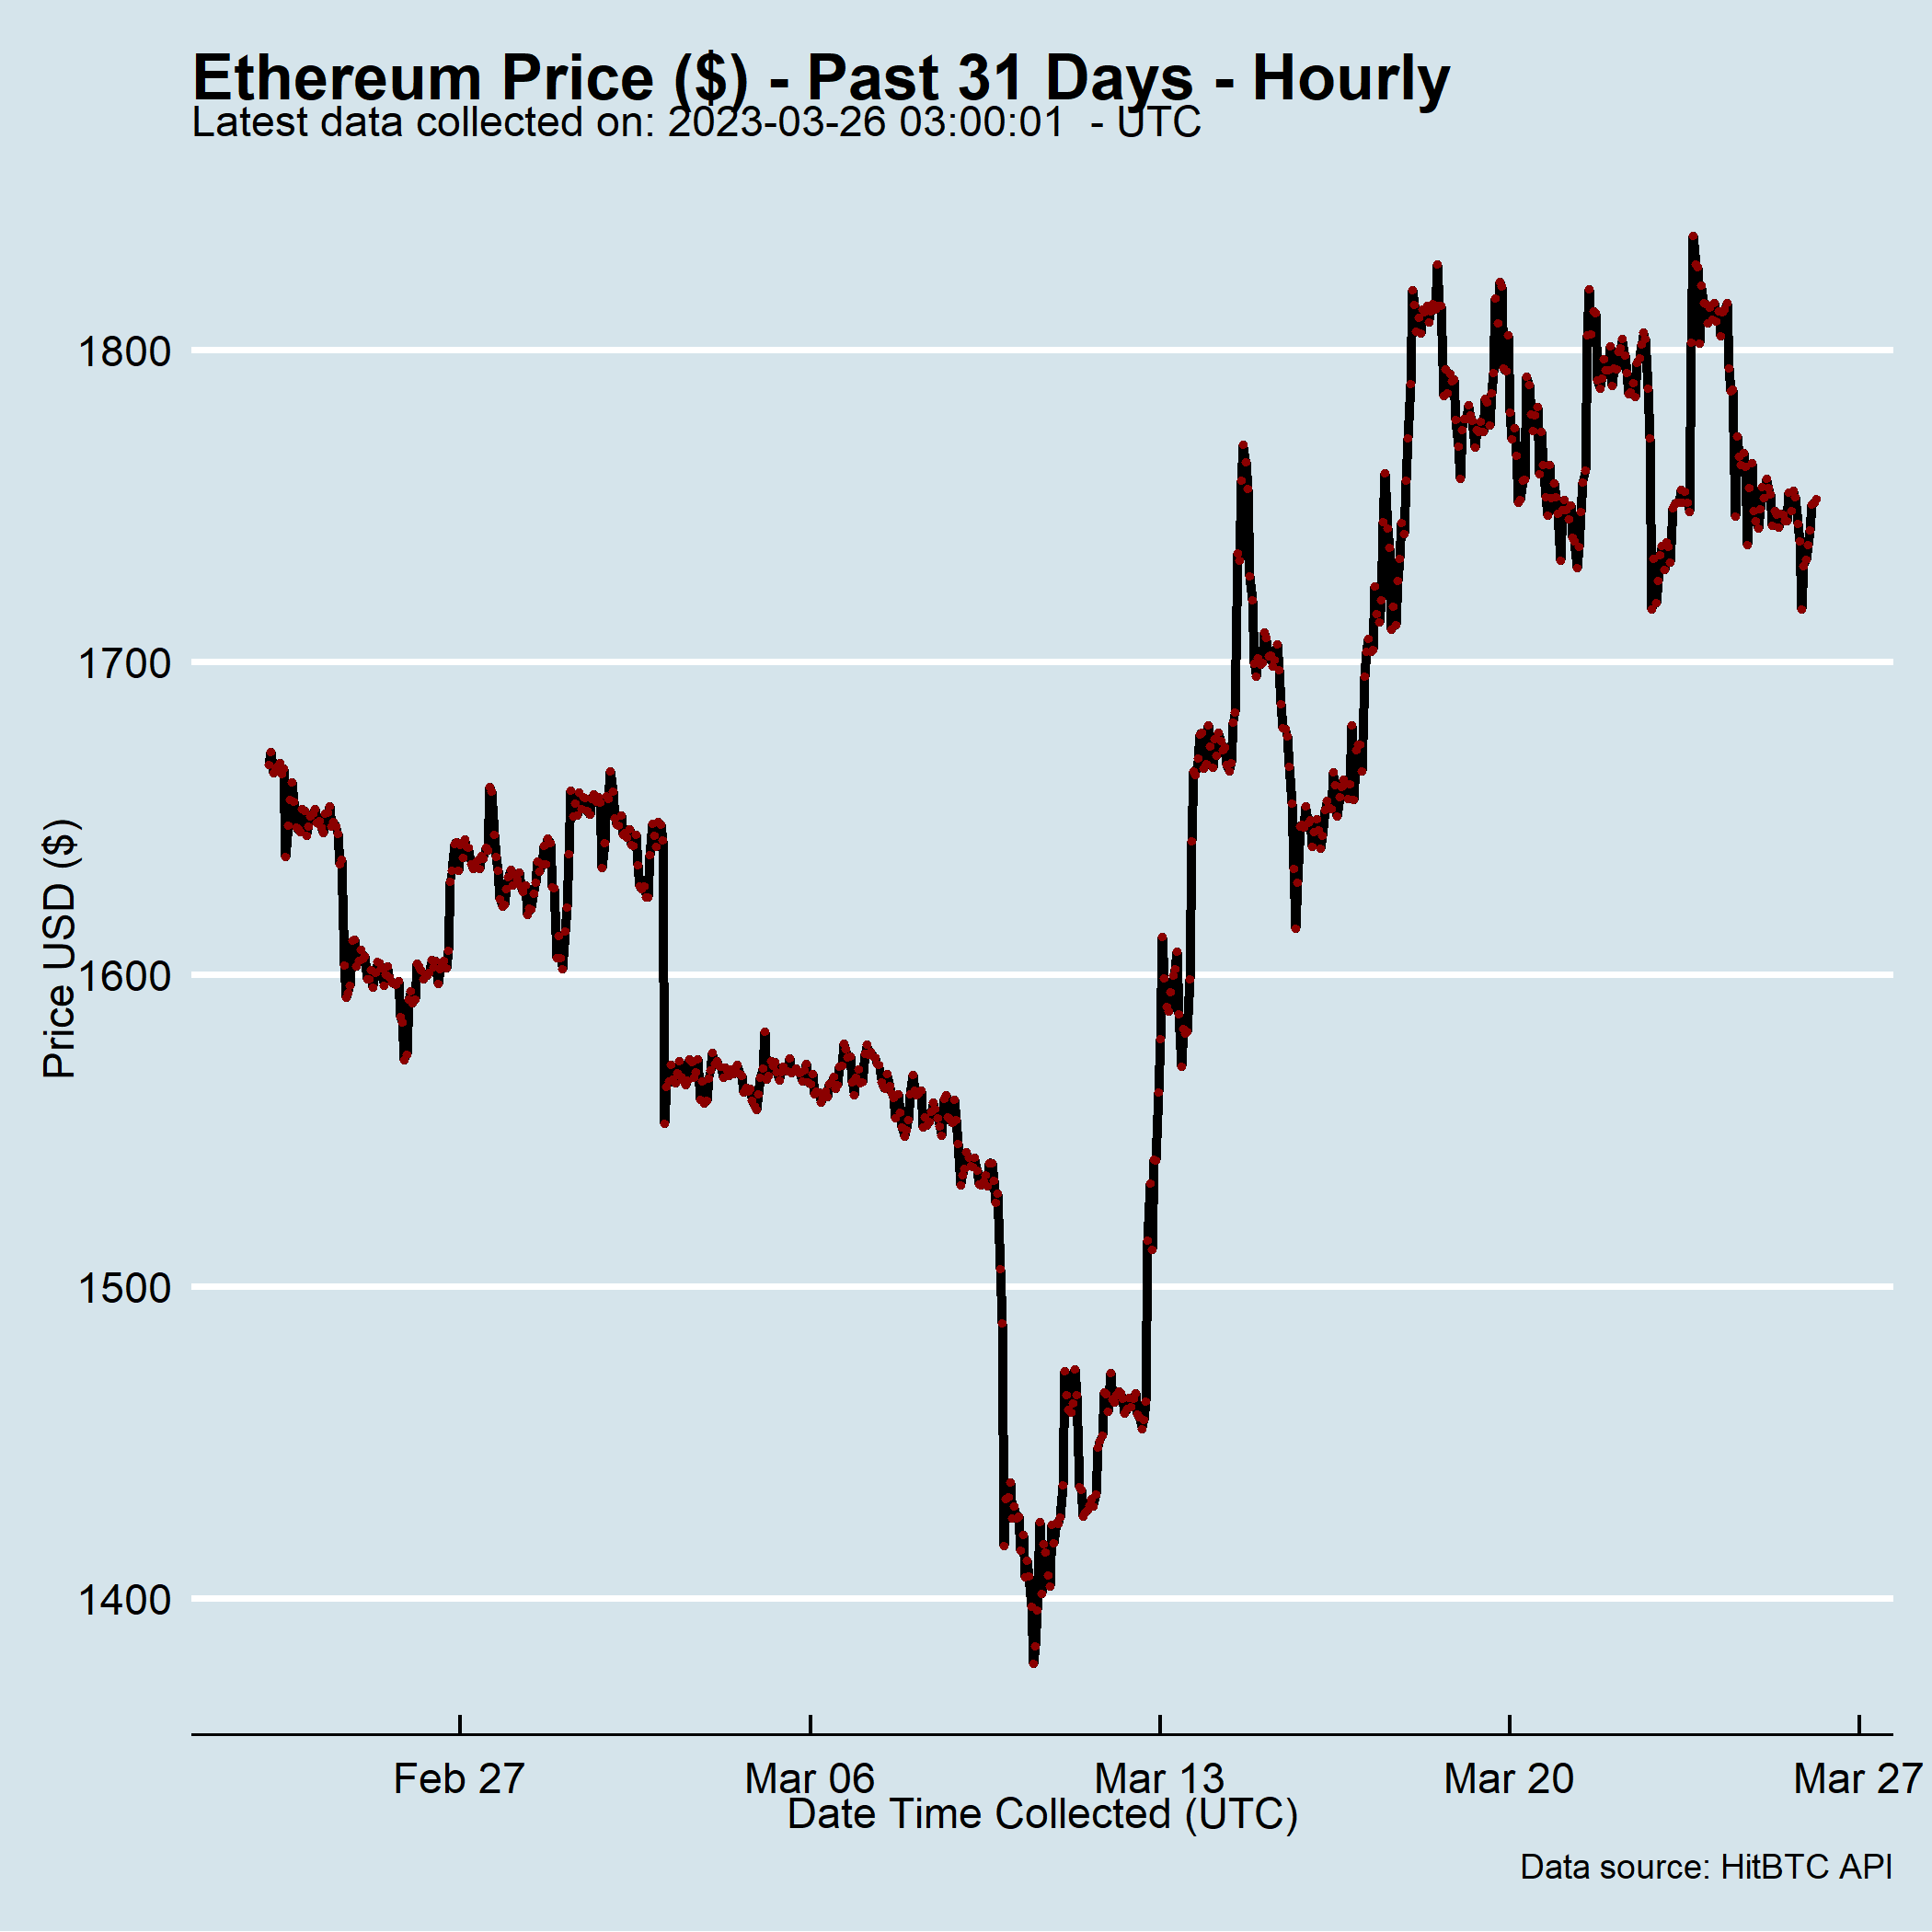 Ethereum Price ($) - Past 31 Days - Hourly
Latest data collected on: 2023-03-26 03:00:01  - UTC
Price USD ($)
1800
1700
1600
1500
1400
Feb 27 Mar 06 Mar 13 Mar 20 Mar 27
Date Time Collected (UTC)
Data source: HitBTC API